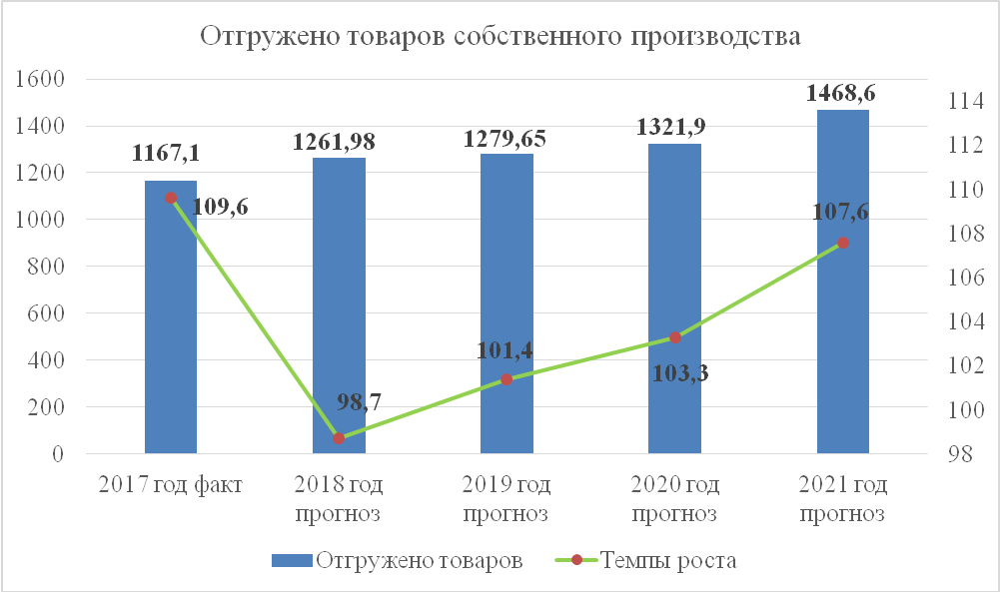 Отгружено товаров собственного производства
1600
1400
1200
1000
800
600
400
200
0
114
112
110
108
106
104
102
100
98
1167,1
1261,98
1279,65
1321,9
1468,6
109,6
98,7
101,4
103,3
107,6
2017 год факт
2018 год
прогноз
2019 год
прогноз
2020 год
прогноз
2021 год
прогноз
Отгружено товаров
Темпы роста